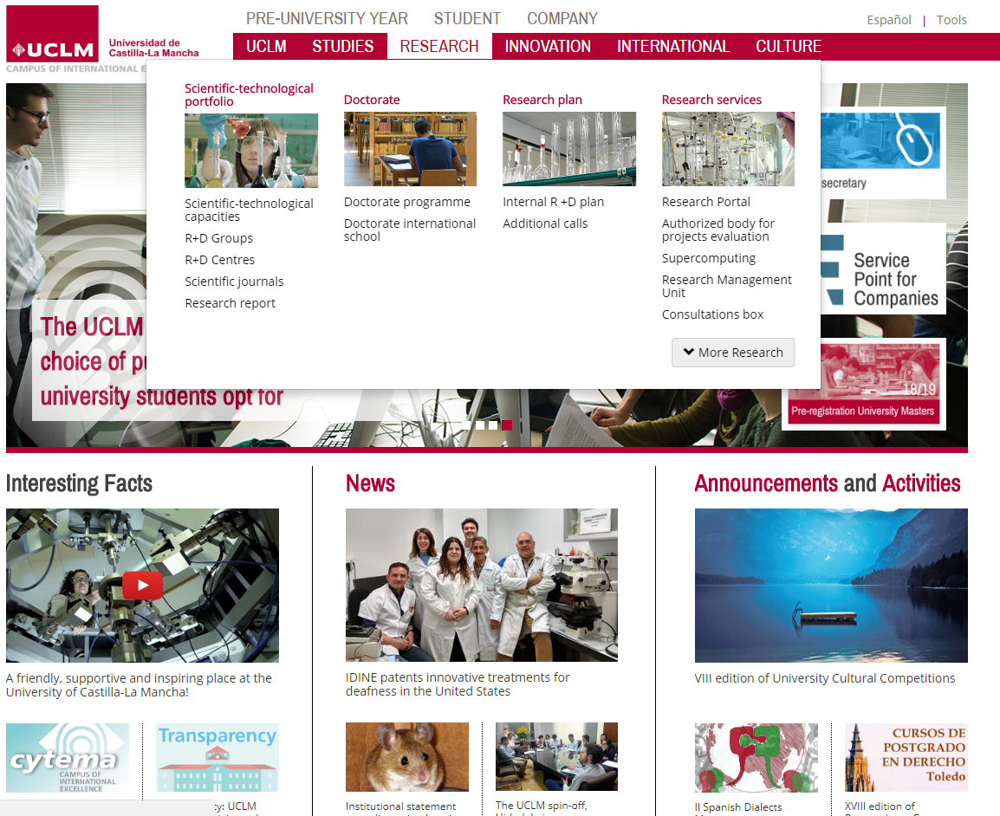 PRE-UNIVERSITY YEAR STUDENT COMPANY
Español | Tools
UCLM
Universidad de
Castilla-La Mancha
CAMPUS OF INTERNATIONAL E
UCLM STUDIES RESEARCH INNOVATION INTERNATIONAL CULTURE
Scientific-technological
portfolio
Scientific-technological
capacities
R+D Groups
R+D Centres
Scientific journals
Research report
Doctorate
Doctorate programme
Doctorate international
school
Research plan
Internal R +D plan
Additional calls
Research services
Research Portal
Authorized body for
projects evaluation
Supercomputing
Research Management
Unit
Consultations box
More Research
The UCLM
choice of pu
university students opt for
secretary
Service
Point for
Companies
18/19
Pre-registration University Masters
Interesting Facts
A friendly, supportive and inspiring place at the
University of Castilla-La Mancha!
cytema
CAMPUS OF
INTERNATIONAL
EXCELLENCE
Transparency
cy: UCLM
News
IDINE patents innovative treatments for
deafness in the United States
Institutional statement
The UCLM spin-off,
Announcements and Activities
VIII edition of University Cultural Competitions
II Spanish Dialects
CURSOS DE
POSTGRADO
EN DERECHO
Toledo
XVIII edition of